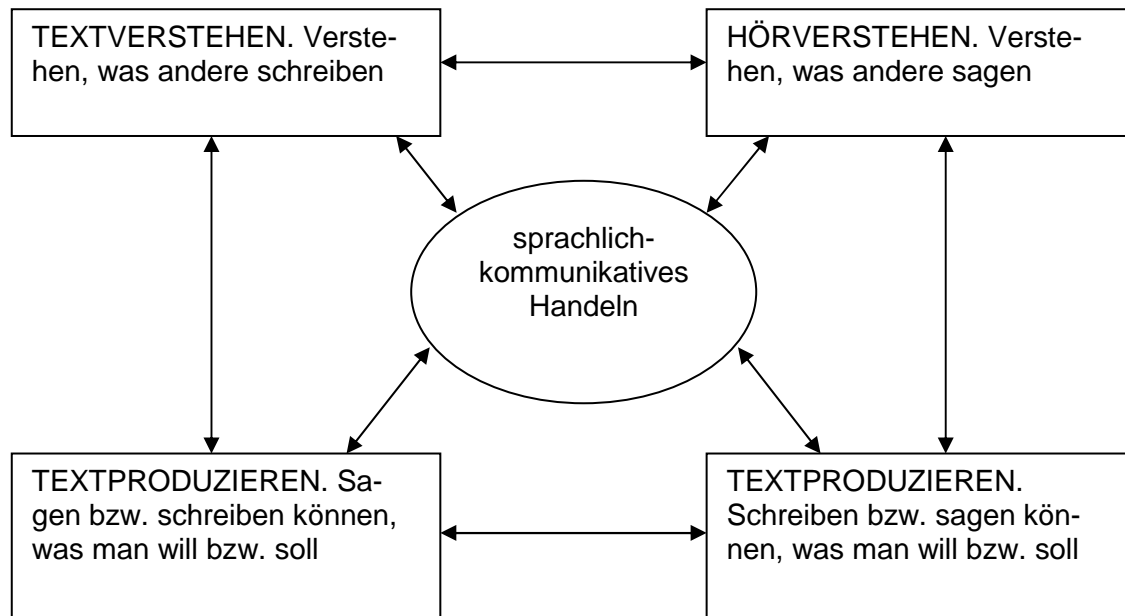 TEXTVERSTEHEN. Verste-
hen, was andere schreiben
HÖRVERSTEHEN. Verste-
hen, was andere sagen
sprachlich-
kommunikatives
Handeln
TEXTPRODUZIEREN. Sa-
gen bzw. schreiben können,
was man will bzw. soll
TEXTPRODUZIEREN.
Schreiben bzw. sagen kön-
nen, was man will bzw. soll